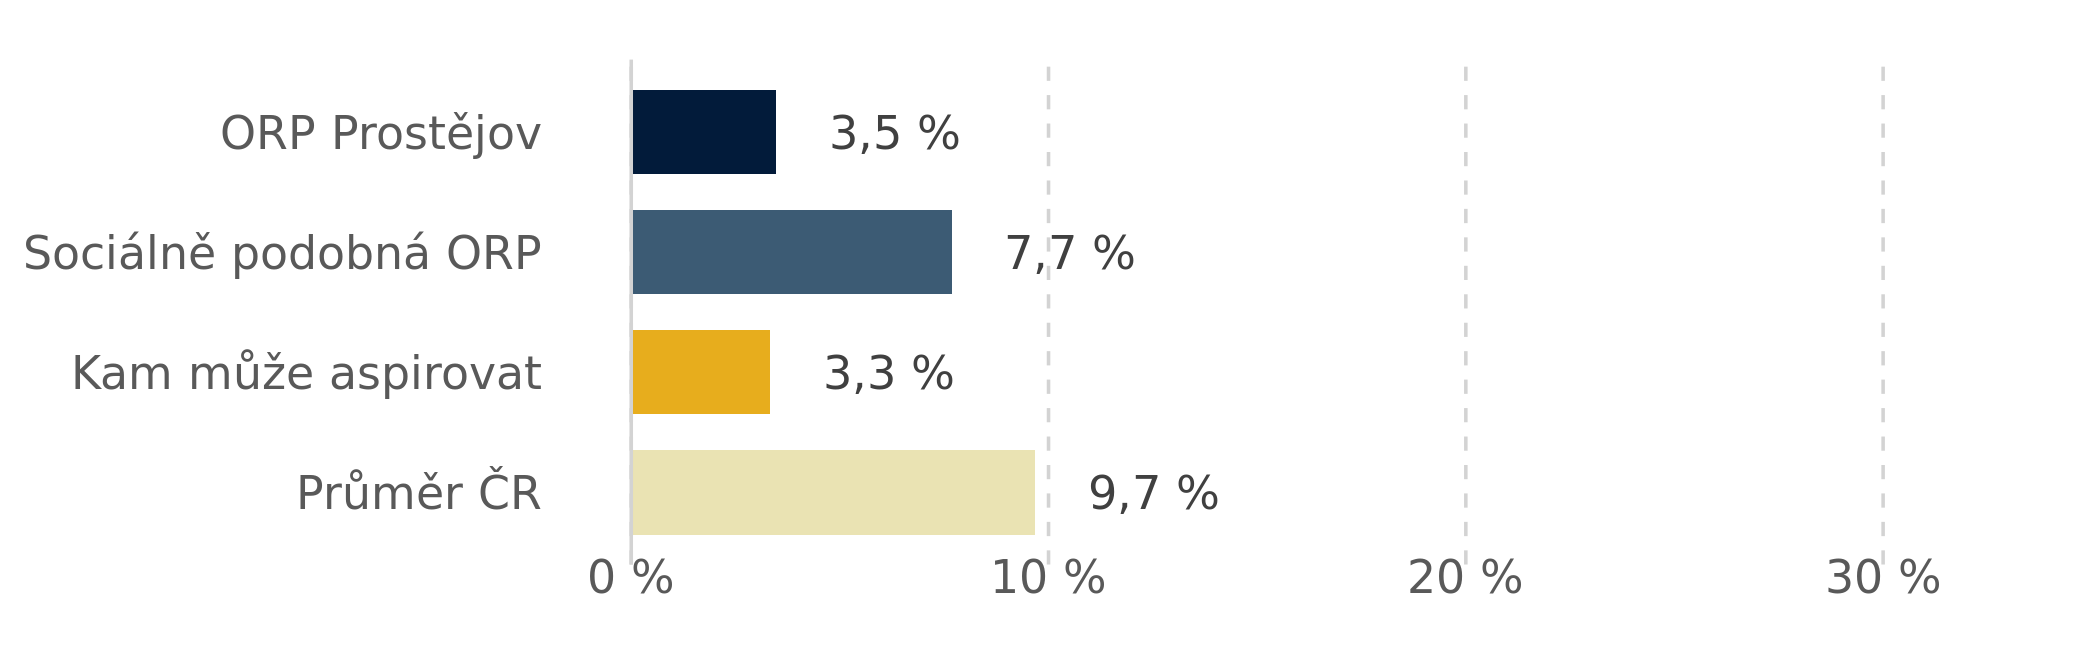 ORP Prostějov 3,5 %
Sociálně podobná ORP 7,7 %
Kam může aspirovat 3,3 %
Průměr ČR 9,7 %
0 % 10 % 20 % 30 %